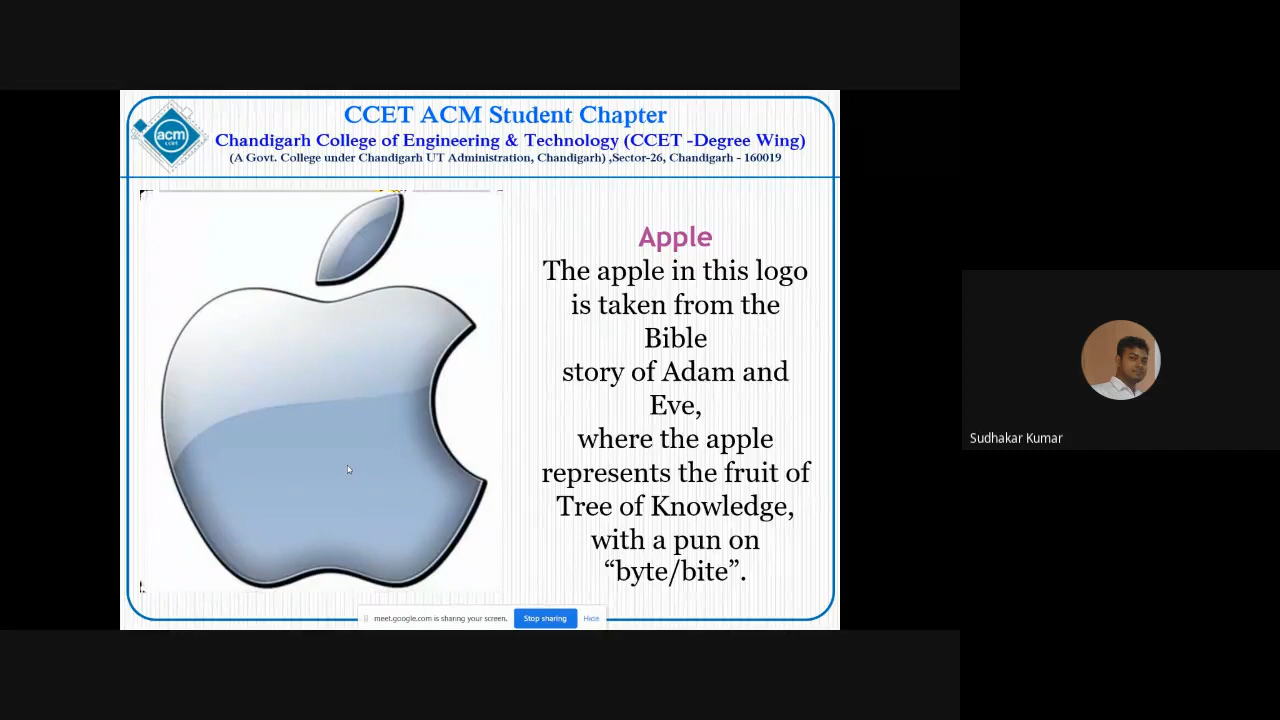 CCET ACM Student Chapter
Chandigarh College of Engineering & Technology (CCET -Degree Wing)
(A Govt. College under Chandigarh UT Administration, Chandigarh) ,Sector-26, Chandigarh - 160019
acm
ccet
Apple
The apple in this logo
is taken from the
Bible
story of Adam and
Eve,
where the apple
represents the fruit of
Tree of Knowledge,
with a pun on
“byte/bite”.
meet.google.com is sharing your screen.
Stop sharing
Hide
Sudhakar Kumar